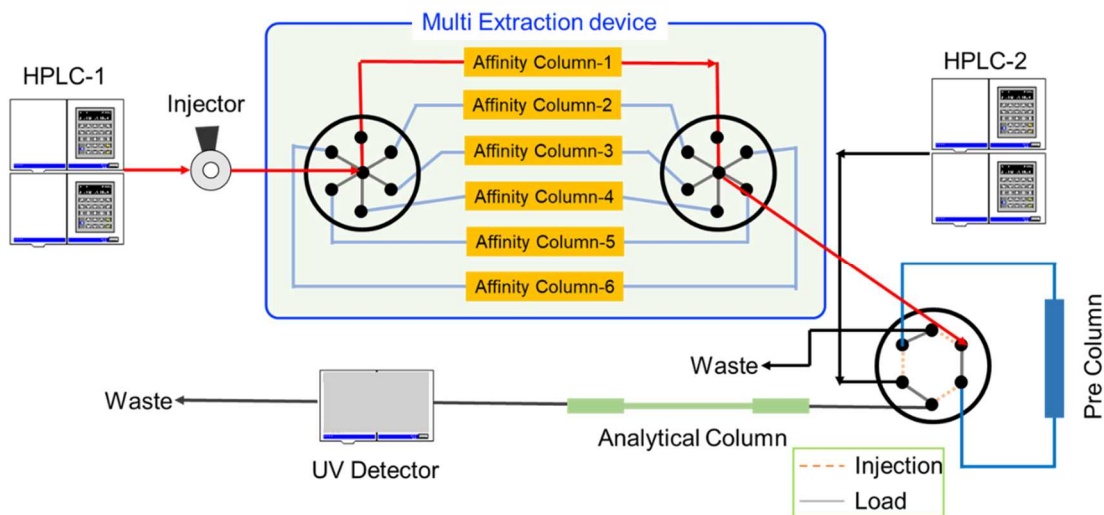 Multi Extraction device
HPLC-1
Injector
Affinity Column-1
Affinity Column-2
Affinity Column-3
Affinity Column-4
Affinity Column-5
Affinity Column-6
HPLC-2
Pre Column
Waste
Waste
Analytical Column
UV Detector
Injection
Load